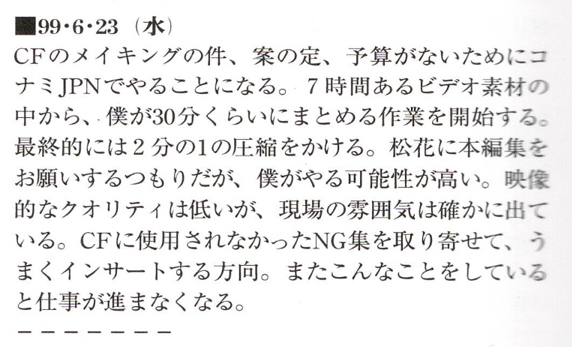 ■99・6・23（水）
CFのメイキングの件、案の定、予算がないためにコ
ナミJPNでやることになる。７時間あるビデオ素材の
中から、僕が30分くらいにまとめる作業を開始する。
最終的には２分の1の圧縮をかける。松花に本編集を
お願いするつもりだが、僕がやる可能性が高い。映像
的なクオリティは低いが、現場の雰囲気は確かに出て
いる。CFに使用されなかったNG集を取り寄せて、う
まくインサートする方向。またこんなことをしている
と仕事が進まなくなる。
－－－－－－－